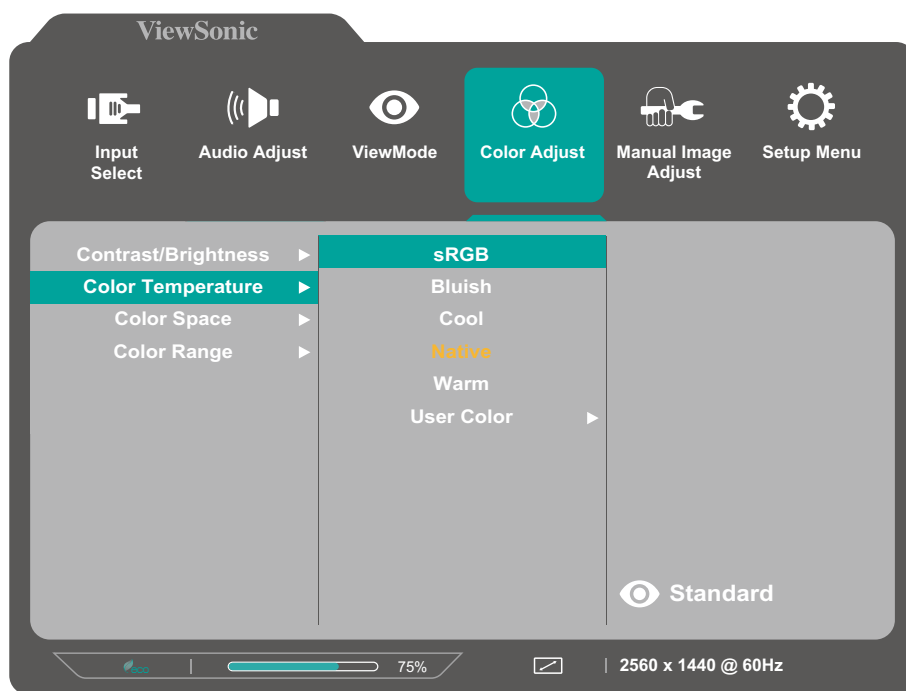 ViewSonic
Input
Select
Audio Adjust
ViewMode
Color Adjust
Manual Image
Adjust
Setup Menu
Contrast/Brightness
Color Temperature
Color Space
Color Range
sRGB
Bluish
Cool
Native
Warm
User Color
Standard
eco
75%
2560 x 1440 @ 60Hz